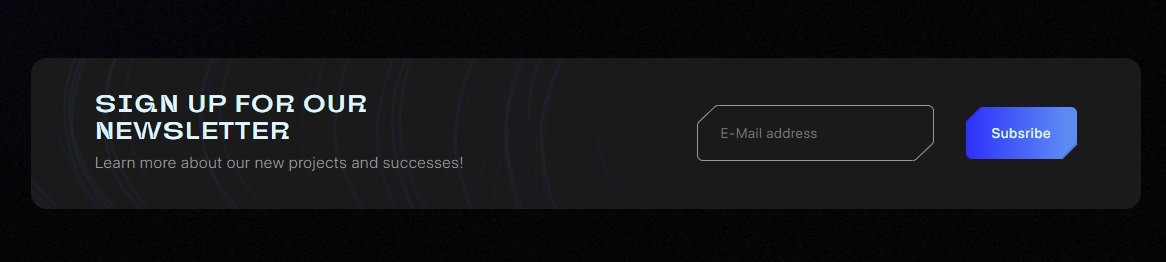 SIGN UP FOR OUR
NEWSLETTER
Learn more about our new projects and successes!
E-Mail address
Subsribe